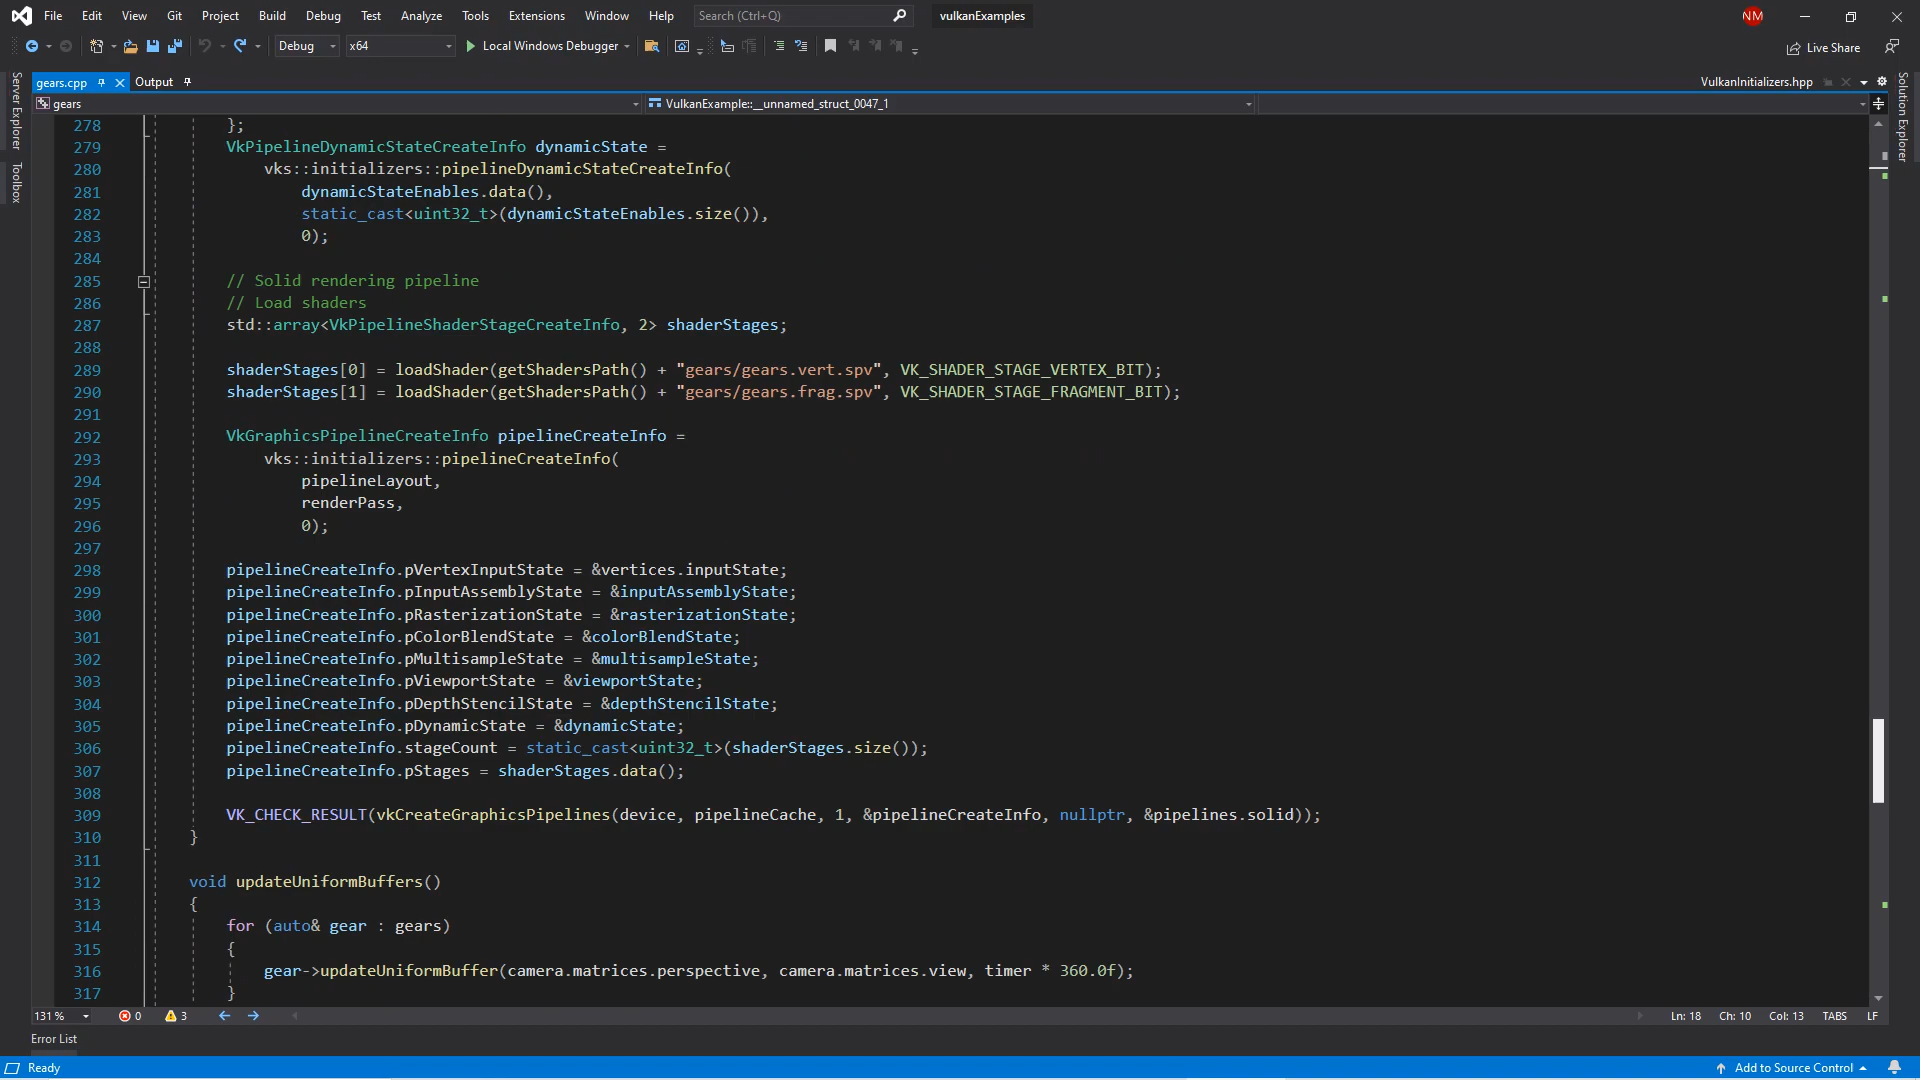 File Edit View Git Project Build Debug Test Analyze Tools Extensions Window Help Search (Ctrl+Q) vulkanExamples NM
Debug x64 Local Windows Debugger Live Share
gears.cpp Output VulkanInitializers.hpp
gears VulkanExample::__unnamed_struct_0047_1
Server Explorer
Toolbox
Solution Explorer
278 };
279 VkPipelineDynamicStateCreateInfo dynamicState =
280 vks::initializers::pipelineDynamicStateCreateInfo(
281 dynamicStateEnables.data(),
282 static_cast<uint32_t>(dynamicStateEnables.size()),
283 0);
284
285 // Solid rendering pipeline
286 // Load shaders
287 std::array<VkPipelineShaderStageCreateInfo, 2> shaderStages;
288
289 shaderStages[0] = loadShader(getShadersPath() + "gears/gears.vert.spv", VK_SHADER_STAGE_VERTEX_BIT);
290 shaderStages[1] = loadShader(getShadersPath() + "gears/gears.frag.spv", VK_SHADER_STAGE_FRAGMENT_BIT);
291
292 VkGraphicsPipelineCreateInfo pipelineCreateInfo =
293 vks::initializers::pipelineCreateInfo(
294 pipelineLayout,
295 renderPass,
296 0);
297
298 pipelineCreateInfo.pVertexInputState = &vertices.inputState;
299 pipelineCreateInfo.pInputAssemblyState = &inputAssemblyState;
300 pipelineCreateInfo.pRasterizationState = &rasterizationState;
301 pipelineCreateInfo.pColorBlendState = &colorBlendState;
302 pipelineCreateInfo.pMultisampleState = &multisampleState;
303 pipelineCreateInfo.pViewportState = &viewportState;
304 pipelineCreateInfo.pDepthStencilState = &depthStencilState;
305 pipelineCreateInfo.pDynamicState = &dynamicState;
306 pipelineCreateInfo.stageCount = static_cast<uint32_t>(shaderStages.size());
307 pipelineCreateInfo.pStages = shaderStages.data();
308
309 VK_CHECK_RESULT(vkCreateGraphicsPipelines(device, pipelineCache, 1, &pipelineCreateInfo, nullptr, &pipelines.solid));
310 }
311
312 void updateUniformBuffers()
313 {
314 for (auto& gear : gears)
315 {
316 gear->updateUniformBuffer(camera.matrices.perspective, camera.matrices.view, timer * 360.0f);
317 }
131 % 0 3 Ln: 18 Ch: 10 Col: 13 TABS LF
Error List
Ready Add to Source Control